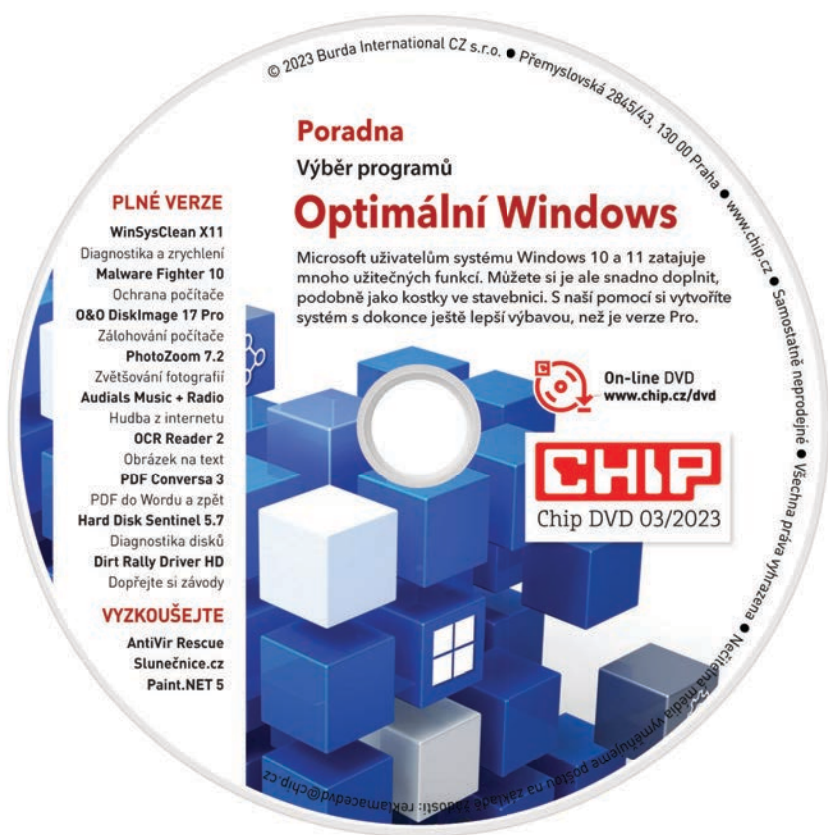 © 2023 Burda International CZ s.r.o. ● Přemyslovská 2845/43, 130 00 Praha ● www.chip.cz ● Samostatně neprodejné ● Všechna práva vyhrazena ● Nečitelná media vyměňujeme poštou na základě žádosti: reklamacedvd@chip.cz
Poradna
Výběr programů
Optimální Windows
Microsoft uživatelům systému Windows 10 a 11 zatajuje
mnoho užitečných funkcí. Můžete si je ale snadno doplnit,
podobně jako kostky ve stavebnici. S naší pomocí si vytvoříte
systém s dokonce ještě lepší výbavou, než je verze Pro.
PLNÉ VERZE
WinSysClean X11
Diagnostika a zrychlení
Malware Fighter 10
Ochrana počítače
O&O DiskImage 17 Pro
Zálohování počítače
PhotoZoom 7.2
Zvětšování fotografií
Audials Music + Radio
Hudba z internetu
OCR Reader 2
Obrázek na text
PDF Conversa 3
PDF do Wordu a zpět
Hard Disk Sentinel 5.7
Diagnostika disků
Dirt Rally Driver HD
Dopřejte si závody
VYZKOUŠEJTE
AntiVir Rescue
Slunečnice.cz
Paint.NET 5
On-line DVD
www.chip.cz/dvd
CHIP
Chip DVD 03/2023